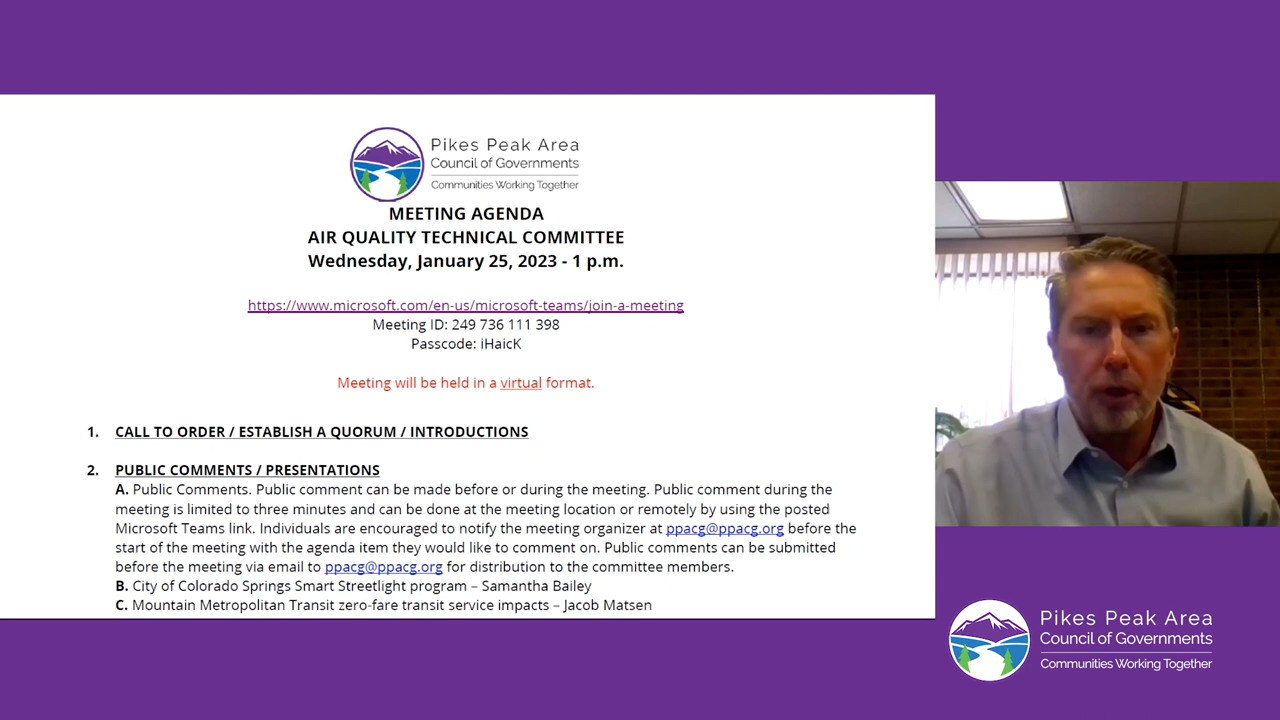 Pikes Peak Area
Council of Governments
Communities Working Together
MEETING AGENDA
AIR QUALITY TECHNICAL COMMITTEE
Wednesday, January 25, 2023 - 1 p.m.
https://www.microsoft.com/en-us/microsoft-teams/join-a-meeting
Meeting ID: 249 736 111 398
Passcode: iHaicK
Meeting will be held in a virtual format.
1. CALL TO ORDER / ESTABLISH A QUORUM / INTRODUCTIONS
2. PUBLIC COMMENTS / PRESENTATIONS
A. Public Comments. Public comment can be made before or during the meeting. Public comment during the
meeting is limited to three minutes and can be done at the meeting location or remotely by using the posted
Microsoft Teams link. Individuals are encouraged to notify the meeting organizer at ppacg@ppacg.org before the
start of the meeting with the agenda item they would like to comment on. Public comments can be submitted
before the meeting via email to ppacg@ppacg.org for distribution to the committee members.
B. City of Colorado Springs Smart Streetlight program – Samantha Bailey
C. Mountain Metropolitan Transit zero-fare transit service impacts – Jacob Matsen
Pikes Peak Area
Council of Governments
Communities Working Together